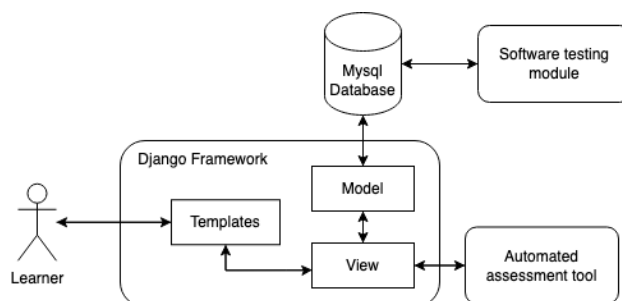 Mysql
Database
Software testing
module
Django Framework
Model
Templates
View
Learner
Automated
assessment tool